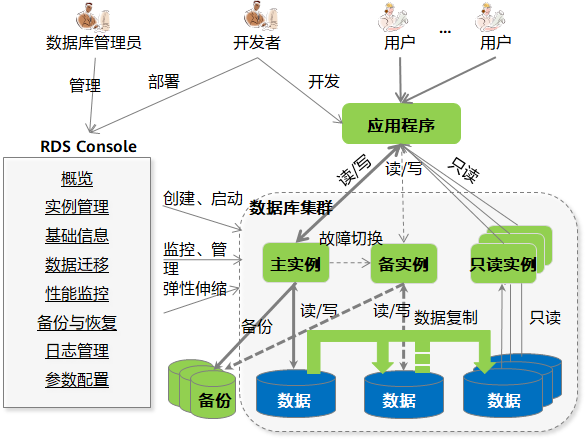 数据库管理员
开发者
用户
...
用户
管理
部署
开发
应用程序
RDS Console
概览
实例管理
基础信息
数据迁移
性能监控
备份与恢复
日志管理
参数配置
读/写
读/写
只读
创建、启动
监控、管
理
弹性伸缩
数据库集群
故障切换
主实例
备实例
只读实例
备份
读/写
读/写
数据复制
只读
备份
数据
数据
数据